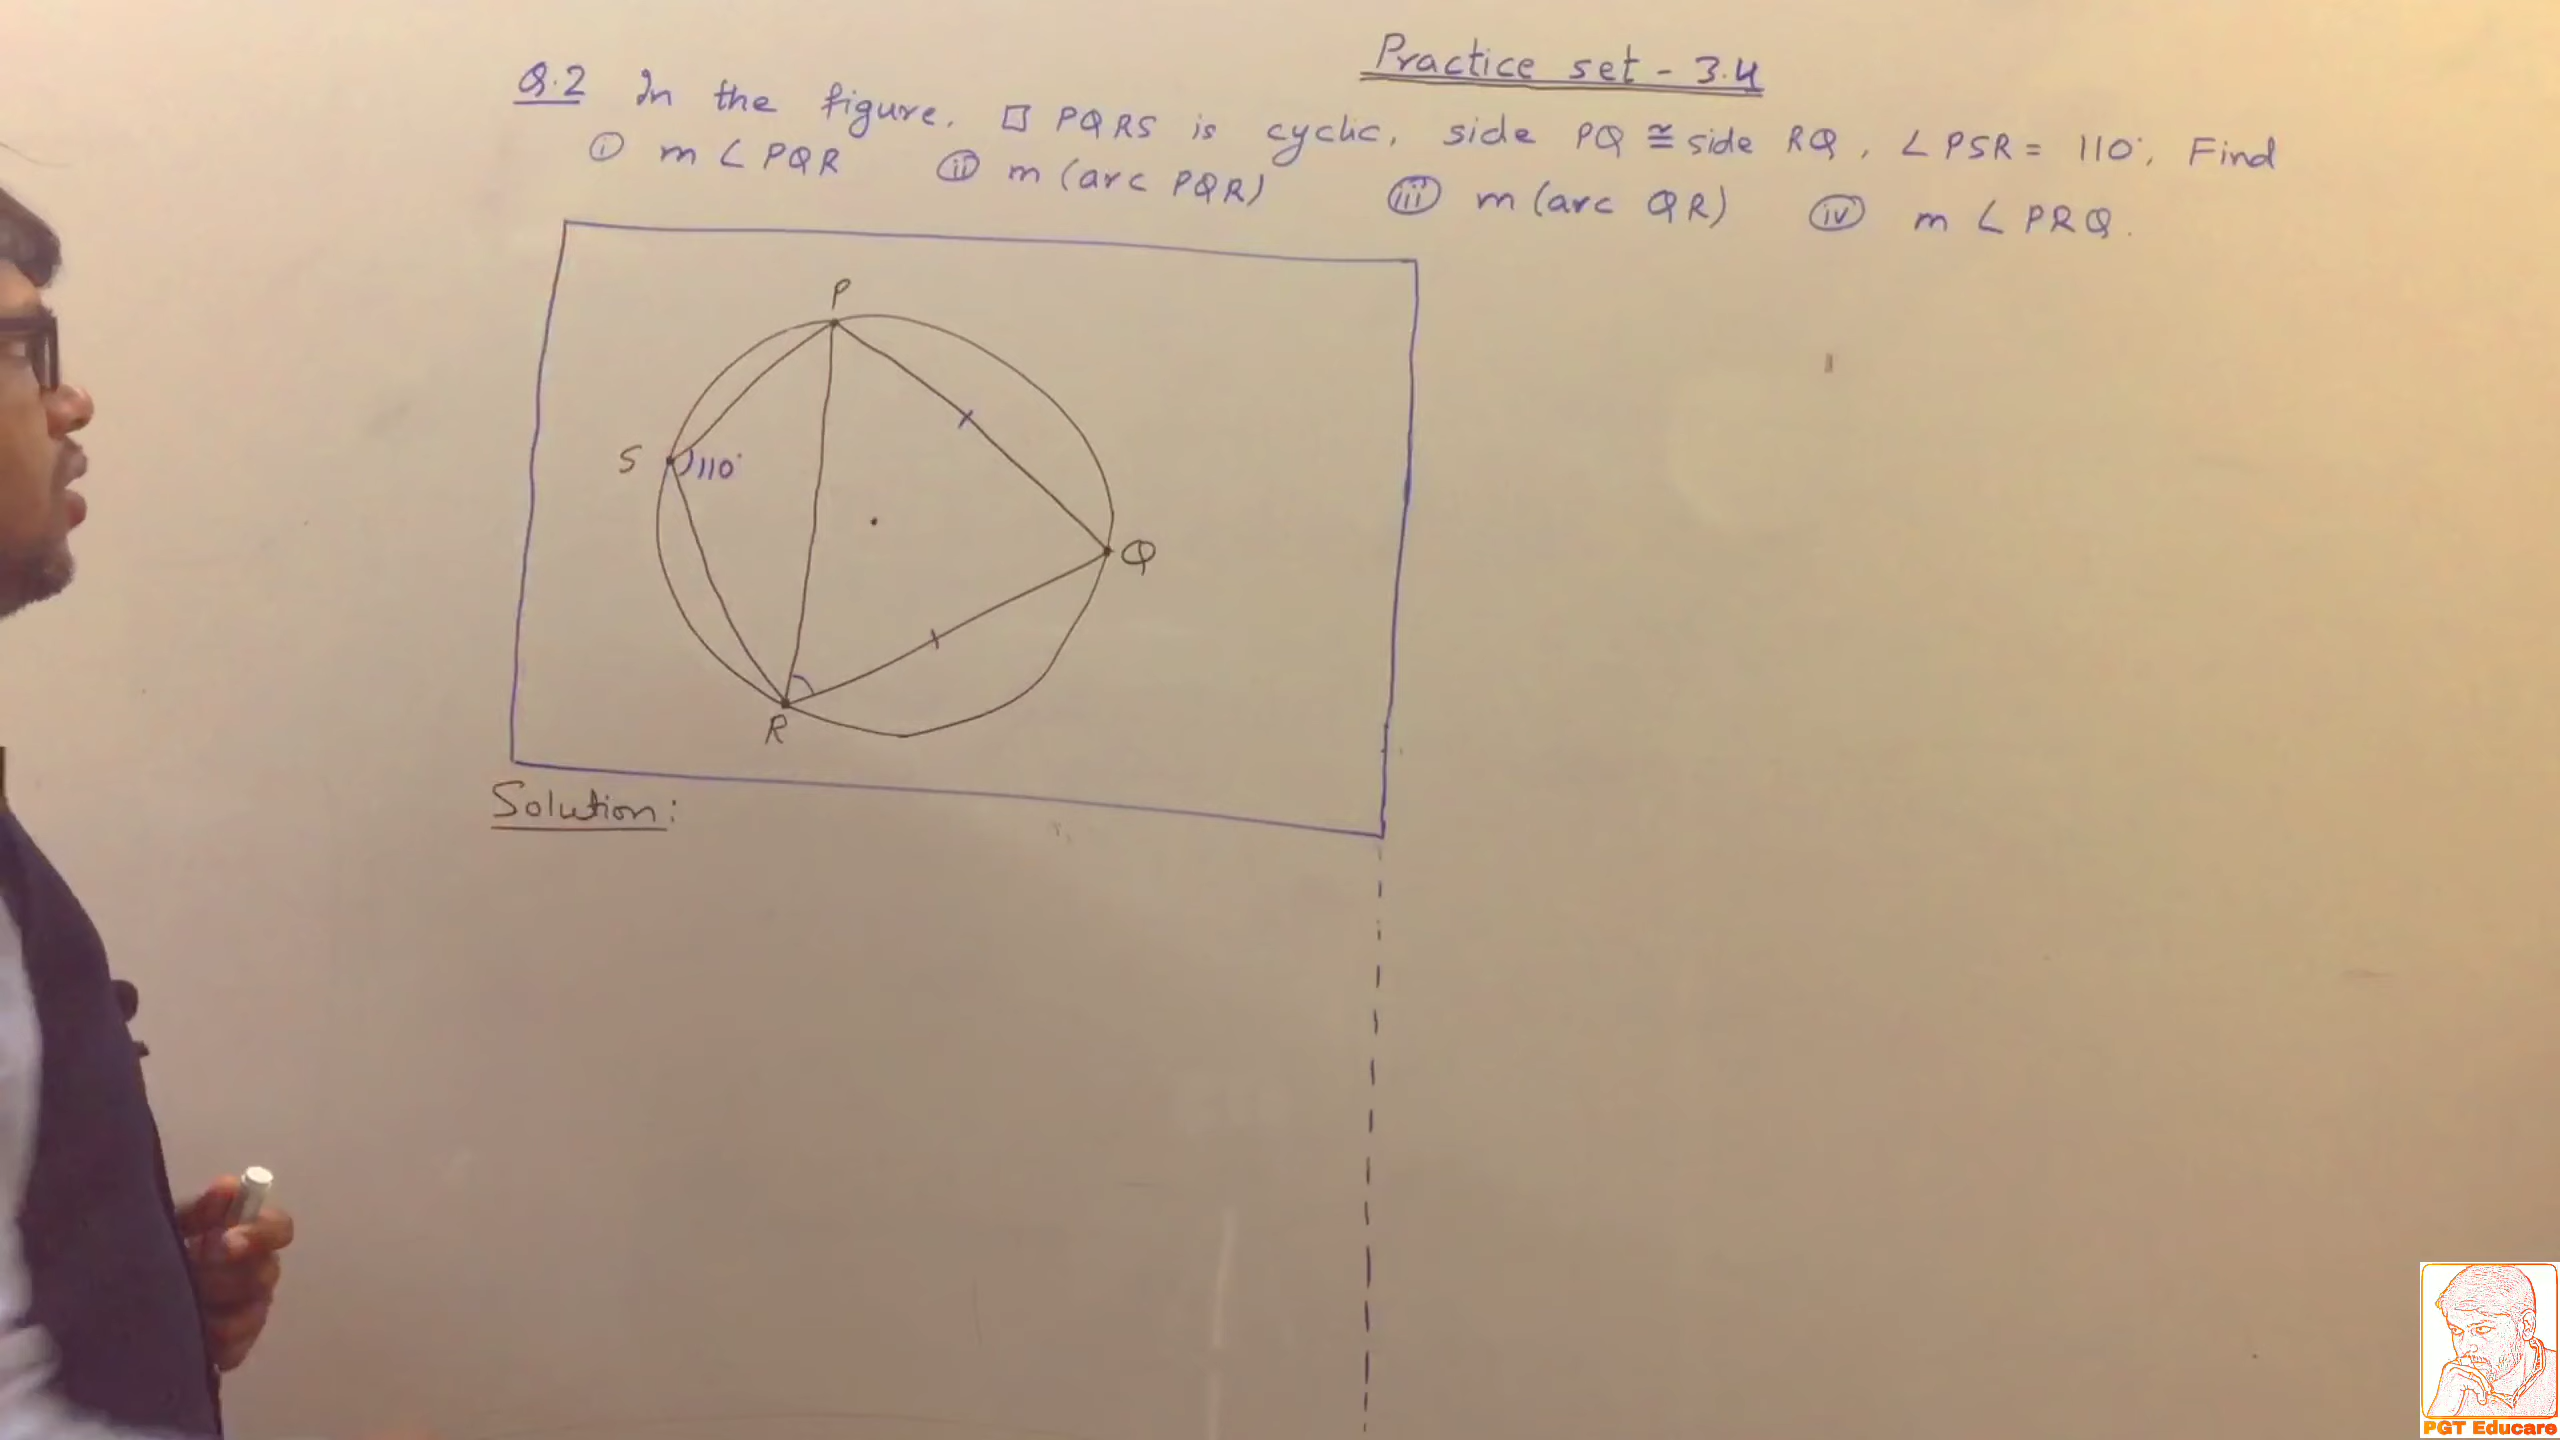 Practice set - 3.4
Q.2 In the figure, □ PQRS is cyclic, side PQ ≅ side RQ, ∠PSR = 110°, Find
(i) m∠PQR (ii) m(arc PQR) (iii) m(arc QR) (iv) m∠PRQ.
P
S
110°
Q
R
Solution:
PGT Educare